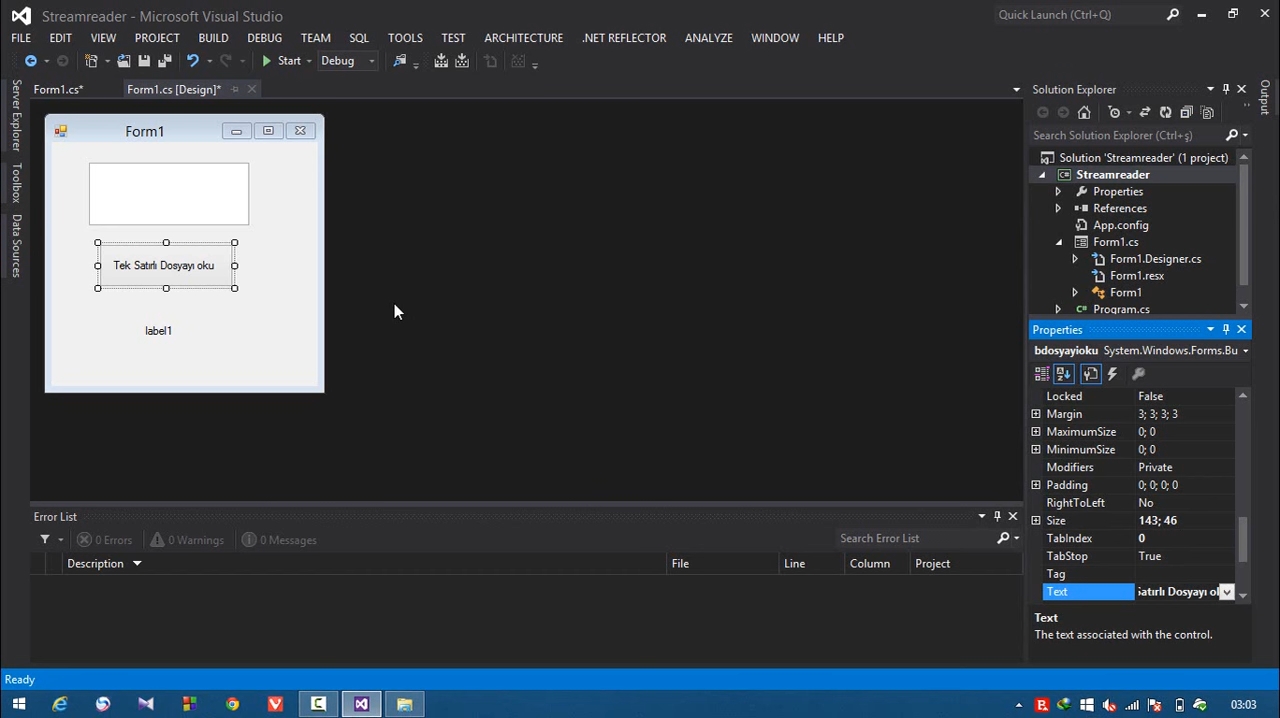 Streamreader - Microsoft Visual Studio
Quick Launch (Ctrl+Q)
FILE EDIT VIEW PROJECT BUILD DEBUG TEAM SQL TOOLS TEST ARCHITECTURE .NET REFLECTOR ANALYZE WINDOW HELP
Start Debug
Form1.cs* Form1.cs [Design]*
Server Explorer
Toolbox
Data Sources
Form1
Tek Satırlı Dosyayı oku
label1
Solution Explorer
Search Solution Explorer (Ctrl+ş)
Solution 'Streamreader' (1 project)
Streamreader
Properties
References
App.config
Form1.cs
Form1.Designer.cs
Form1.resx
Form1
Program.cs
Output
Properties
bdosyayioku System.Windows.Forms.Bu
Locked False
Margin 3; 3; 3; 3
MaximumSize 0; 0
MinimumSize 0; 0
Modifiers Private
Padding 0; 0; 0; 0
RightToLeft No
Size 143; 46
TabIndex 0
TabStop True
Tag
Text Satırlı Dosyayı ol
Text
The text associated with the control.
Error List
0 Errors 0 Warnings 0 Messages
Search Error List
Description File Line Column Project
Ready
03:03